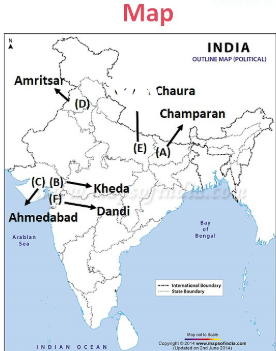 Map
N
INDIA
OUTLINE MAP (POLITICAL)
Amritsar
Chaura
(D)
Champaran
(E)
(A)
(C) (B)
Kheda
(F)
Dandi
Ahmedabad
Arabian
Sea
Bay
of
Bengal
International Boundary
State Boundary
Map not to Scale
Copyright © 2014 www.mapsofindia.com
(Updated on 2nd June 2014)
INDIAN OCEAN